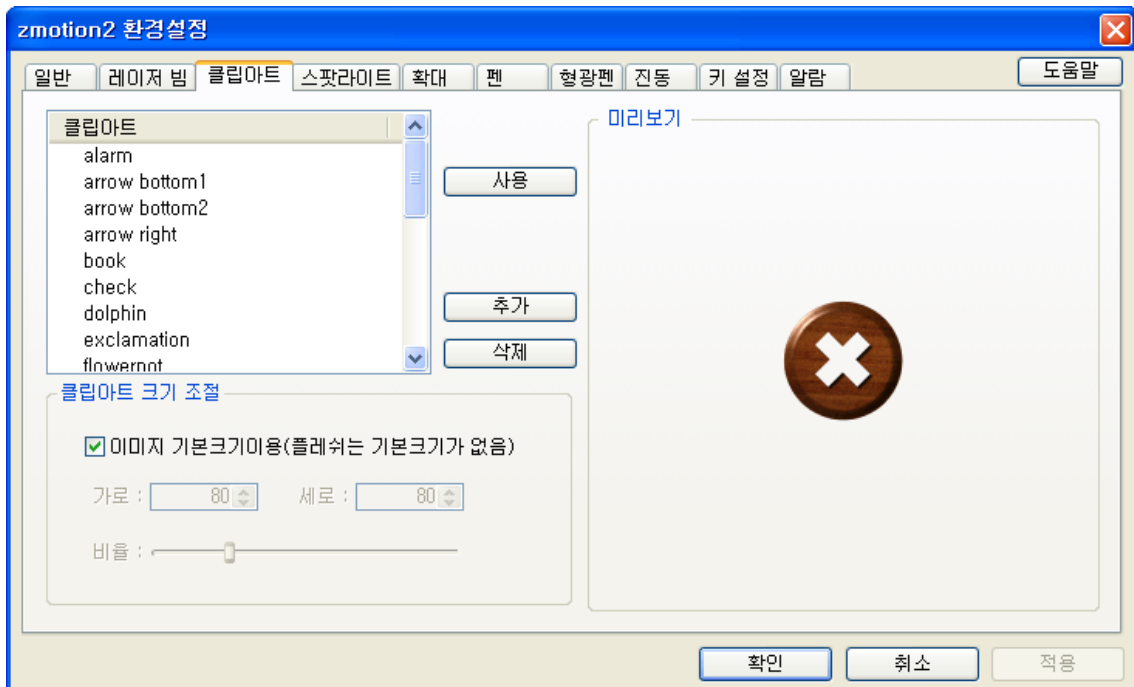 zmotion2 환경설정
일반 레이저 빔 클립아트 스팟라이트 확대 펜 형광펜 진동 키 설정 알람 도움말
클립아트
alarm
arrow bottom1
arrow bottom2
arrow right
book
check
dolphin
exclamation
flowerpot
사용
추가
삭제
미리보기
클립아트 크기 조절
이미지 기본크기이용(플레쉬는 기본크기가 없음)
가로 : 80 세로 : 80
비율 :
확인 취소 적용